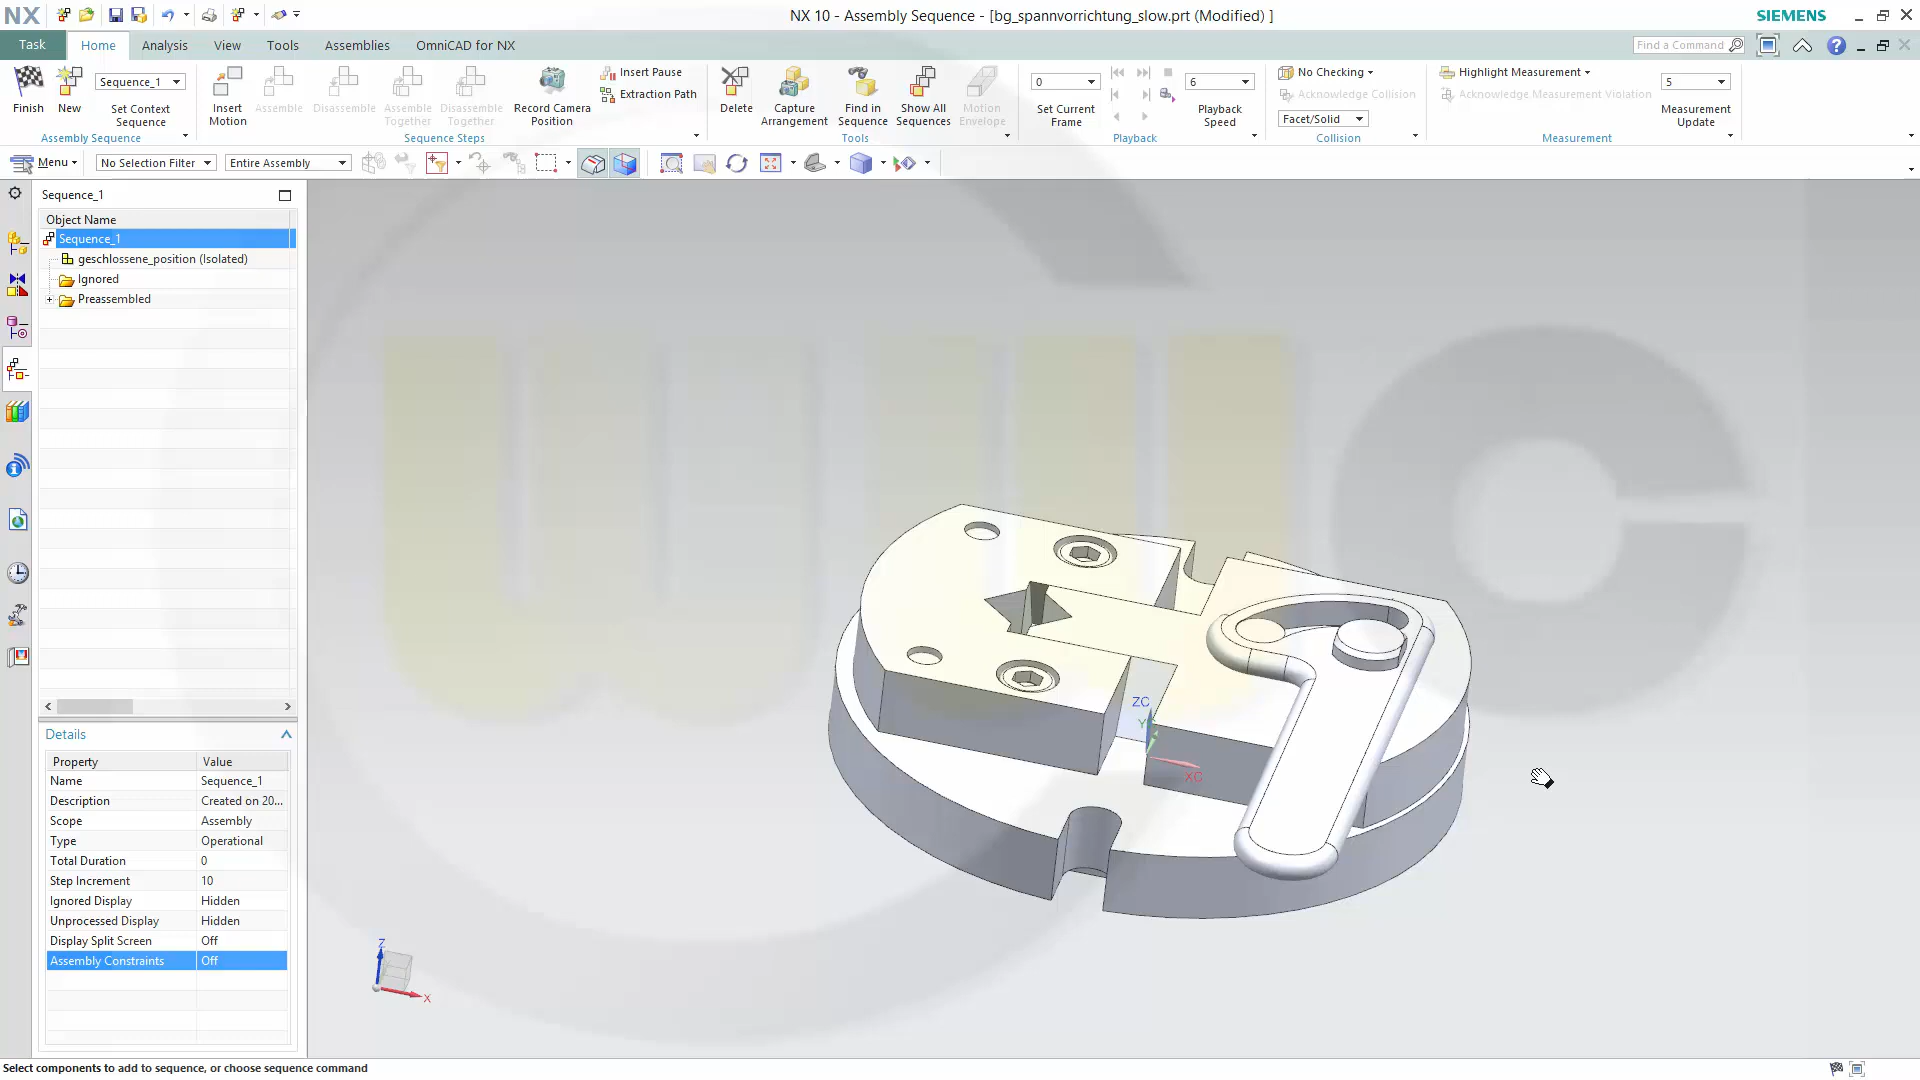 NX
NX 10 - Assembly Sequence - [bg_spannvorrichtung_slow.prt (Modified) ]
SIEMENS
Task Home Analysis View Tools Assemblies OmniCAD for NX
Find a Command
Finish
New
Sequence_1
Set Context Sequence
Assembly Sequence
Insert Motion
Assemble
Disassemble
Assemble Together
Disassemble Together
Record Camera Position
Insert Pause
Extraction Path
Sequence Steps
Delete
Capture Arrangement
Find in Sequence
Show All Sequences
Motion Envelope
Tools
0
Set Current Frame
6
Playback Speed
Playback
No Checking
Acknowledge Collision
Facet/Solid
Collision
Highlight Measurement
Acknowledge Measurement Violation
5
Measurement Update
Measurement
Menu
No Selection Filter
Entire Assembly
Sequence_1
Object Name
Sequence_1
geschlossene_position (Isolated)
Ignored
Preassembled
Details
Property Value
Name Sequence_1
Description Created on 20...
Scope Assembly
Type Operational
Total Duration 0
Step Increment 10
Ignored Display Hidden
Unprocessed Display Hidden
Display Split Screen Off
Assembly Constraints Off
ZC
Y
XC
Z
X
Select components to add to sequence, or choose sequence command